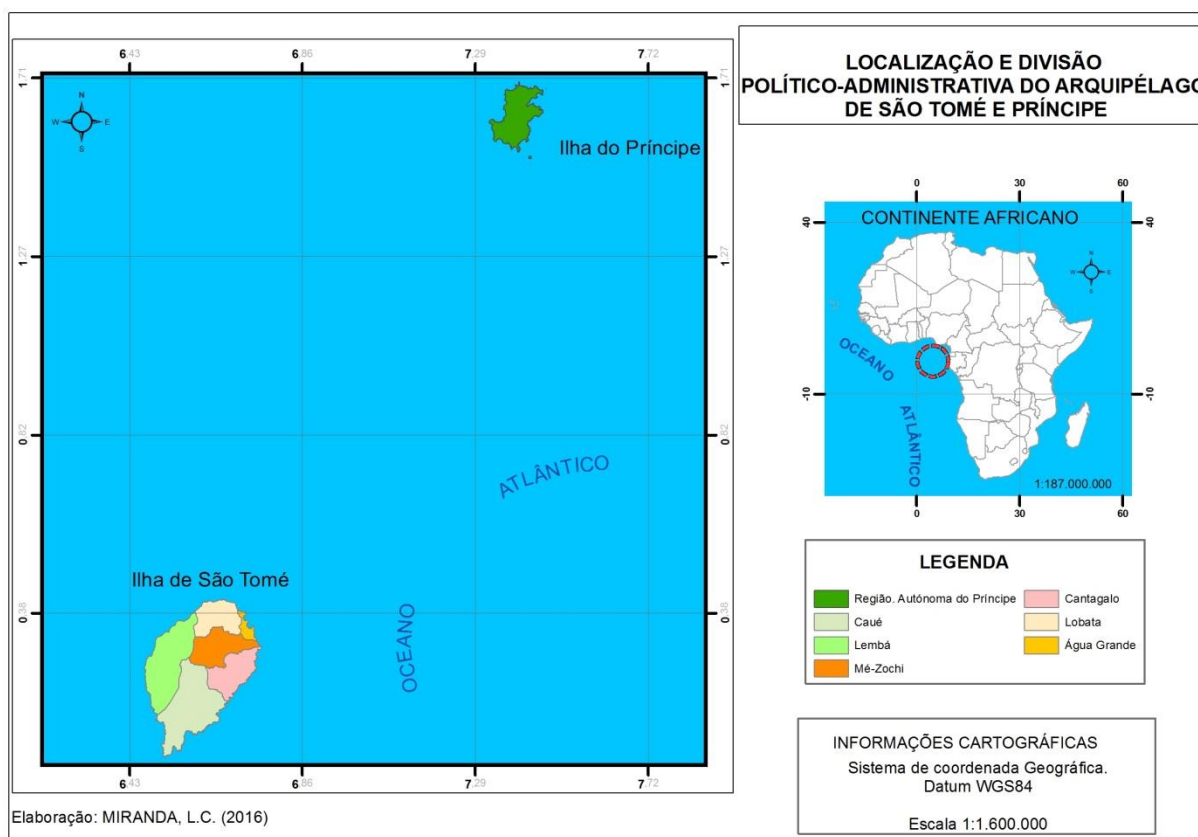 LOCALIZAÇÃO E DIVISÃO
POLÍTICO-ADMINISTRATIVA DO ARQUIPÉLAGO
DE SÃO TOMÉ E PRÍNCIPE
6.43 6.86 7.29 7.72
1.71 1.71
N
W E
S
Ilha do Príncipe
1.27 1.27
0.82 0.82
ATLÂNTICO
Ilha de São Tomé
0.38 0.38
OCEANO
6.43 6.86 7.29 7.72
Elaboração: MIRANDA, L.C. (2016)
0 30 60
40 40
CONTINENTE AFRICANO
N
W E
S
OCEANO
-10 -10
ATLÂNTICO
1:187.000.000
0 30 60
LEGENDA
Região. Autónoma do Príncipe
Caué
Lembá
Mé-Zochi
Cantagalo
Lobata
Água Grande
INFORMAÇÕES CARTOGRÁFICAS
Sistema de coordenada Geográfica.
Datum WGS84
Escala 1:1.600.000